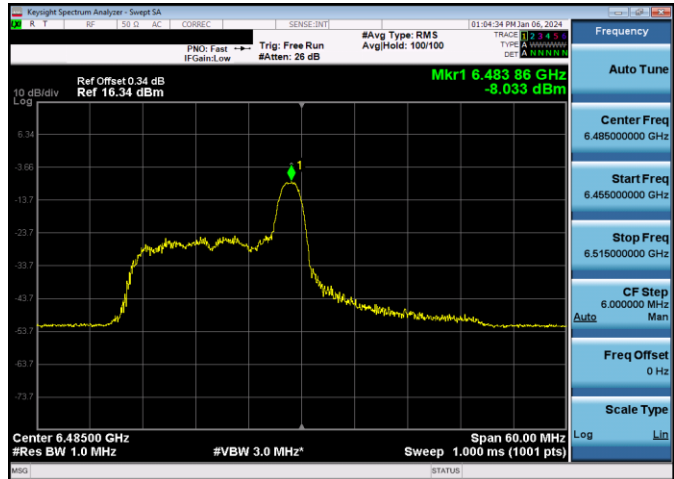 Keysight Spectrum Analyzer - Swept SA
R T RF 50 Ω AC CORREC SENSE:INT 01:04:34 PM Jan 06, 2024
PNO: Fast Trig: Free Run #Avg Type: RMS TRACE 1 2 3 4 5 6
IFGain:Low #Atten: 26 dB Avg|Hold: 100/100 TYPE A WWWWW
DET A N N N N N
Ref Offset 0.34 dB Mkr1 6.483 86 GHz
10 dB/div Ref 16.34 dBm -8.033 dBm
Log
6.34
-3.66
-13.7
-23.7
-33.7
-43.7
-53.7
-63.7
-73.7
1
Center 6.48500 GHz Span 60.00 MHz
#Res BW 1.0 MHz #VBW 3.0 MHz* Sweep 1.000 ms (1001 pts)
MSG STATUS
Frequency
Auto Tune
Center Freq
6.485000000 GHz
Start Freq
6.455000000 GHz
Stop Freq
6.515000000 GHz
CF Step
6.000000 MHz
Auto Man
Freq Offset
0 Hz
Scale Type
Log Lin